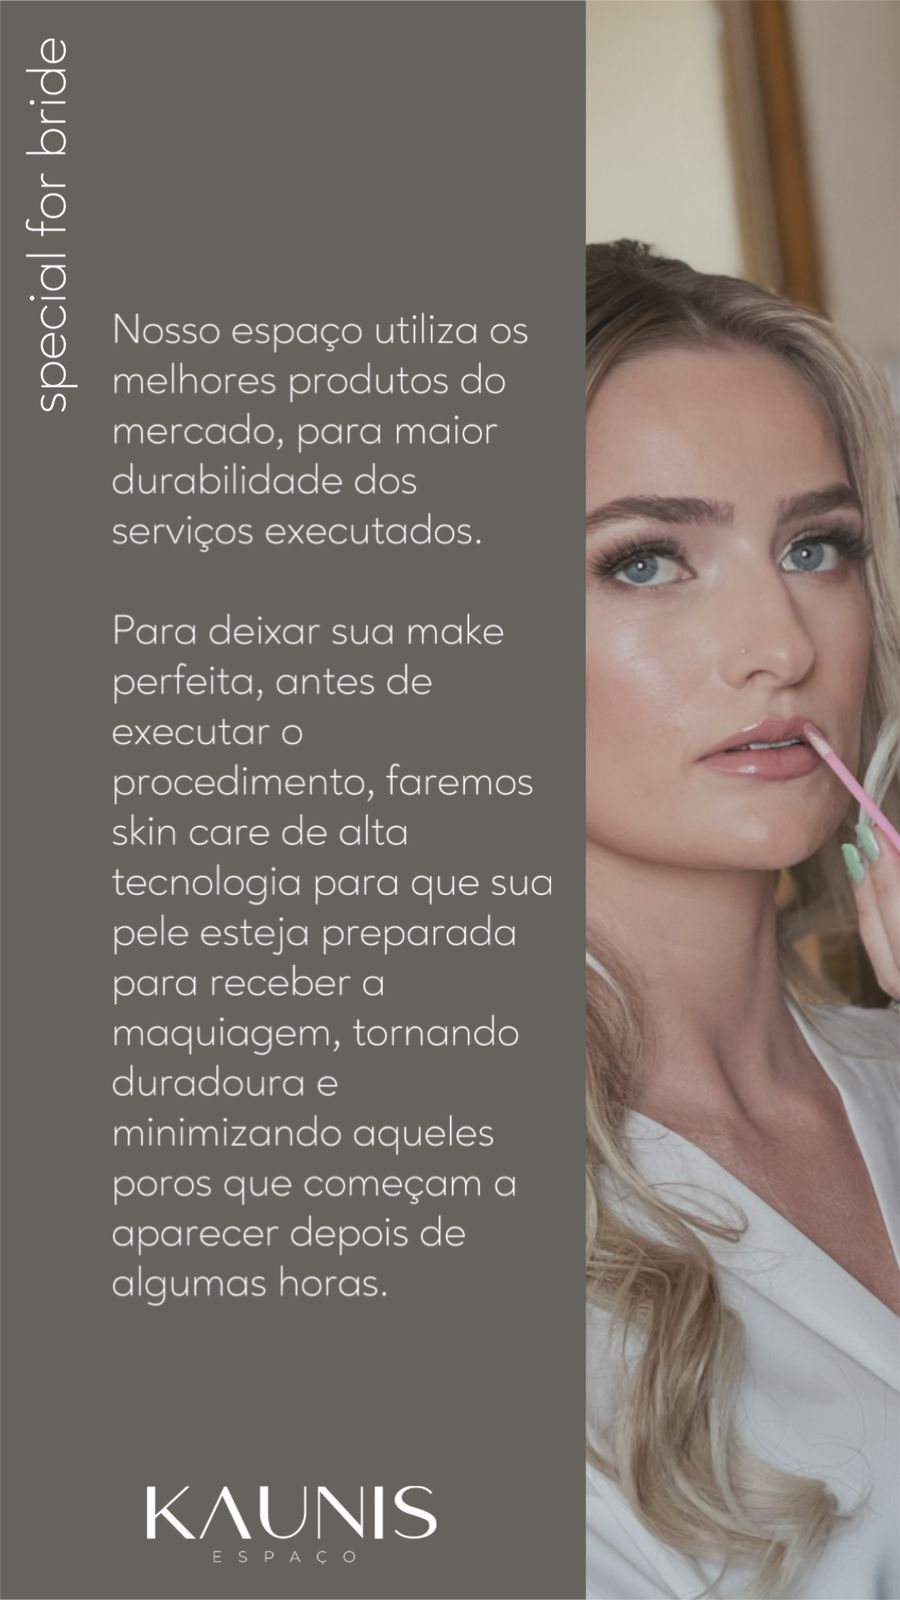 special for bride
Nosso espaço utiliza os
melhores produtos do
mercado, para maior
durabilidade dos
serviços executados.
Para deixar sua make
perfeita, antes de
executar o
procedimento, faremos
skin care de alta
tecnologia para que sua
pele esteja preparada
para receber a
maquiagem, tornando
duradoura e
minimizando aqueles
poros que começam a
aparecer depois de
algumas horas.
KAUNIS
ESPAÇO